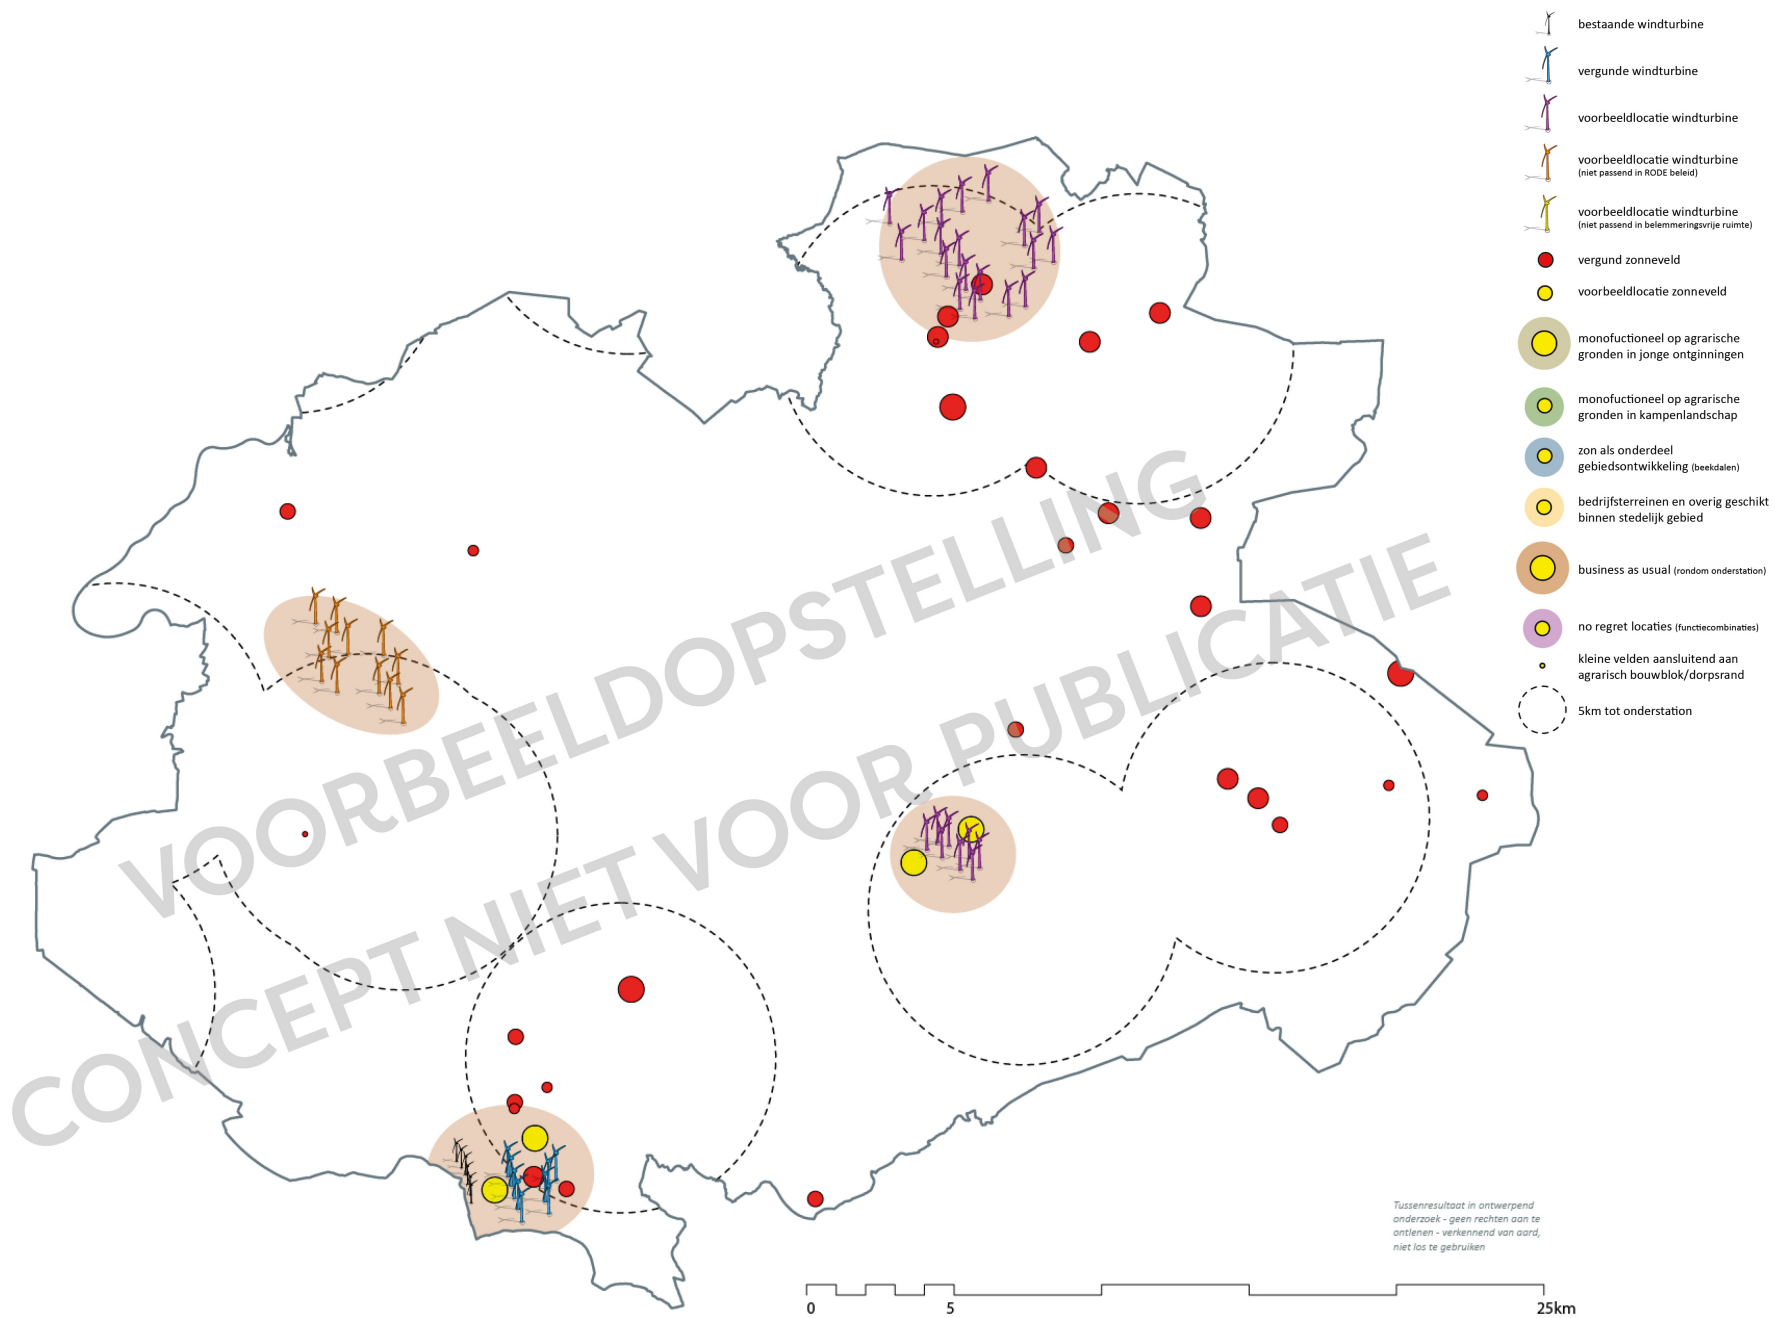 bestaande windturbine
vergunde windturbine
voorbeeldlocatie windturbine
voorbeeldlocatie windturbine
(niet passend in RODE beleid)
voorbeeldlocatie windturbine
(niet passend in belemmeringsvrije ruimte)
vergund zonneveld
voorbeeldlocatie zonneveld
monofuctioneel op agrarische
gronden in jonge ontginningen
monofuctioneel op agrarische
gronden in kampenlandschap
zon als onderdeel
gebiedsontwikkeling (beekdalen)
bedrijfsterreinen en overig geschikt
binnen stedelijk gebied
business as usual (rondom onderstation)
no regret locaties (functiecombinaties)
kleine velden aansluitend aan
agrarisch bouwblok/dorpsrand
5km tot onderstation
VOORBEELDOPSTELLING
CONCEPT NIET VOOR PUBLICATIE
Tussenresultaat in ontwerpend
onderzoek - geen rechten aan te
ontlenen - verkennend van aard,
niet los te gebruiken
0 5 25km